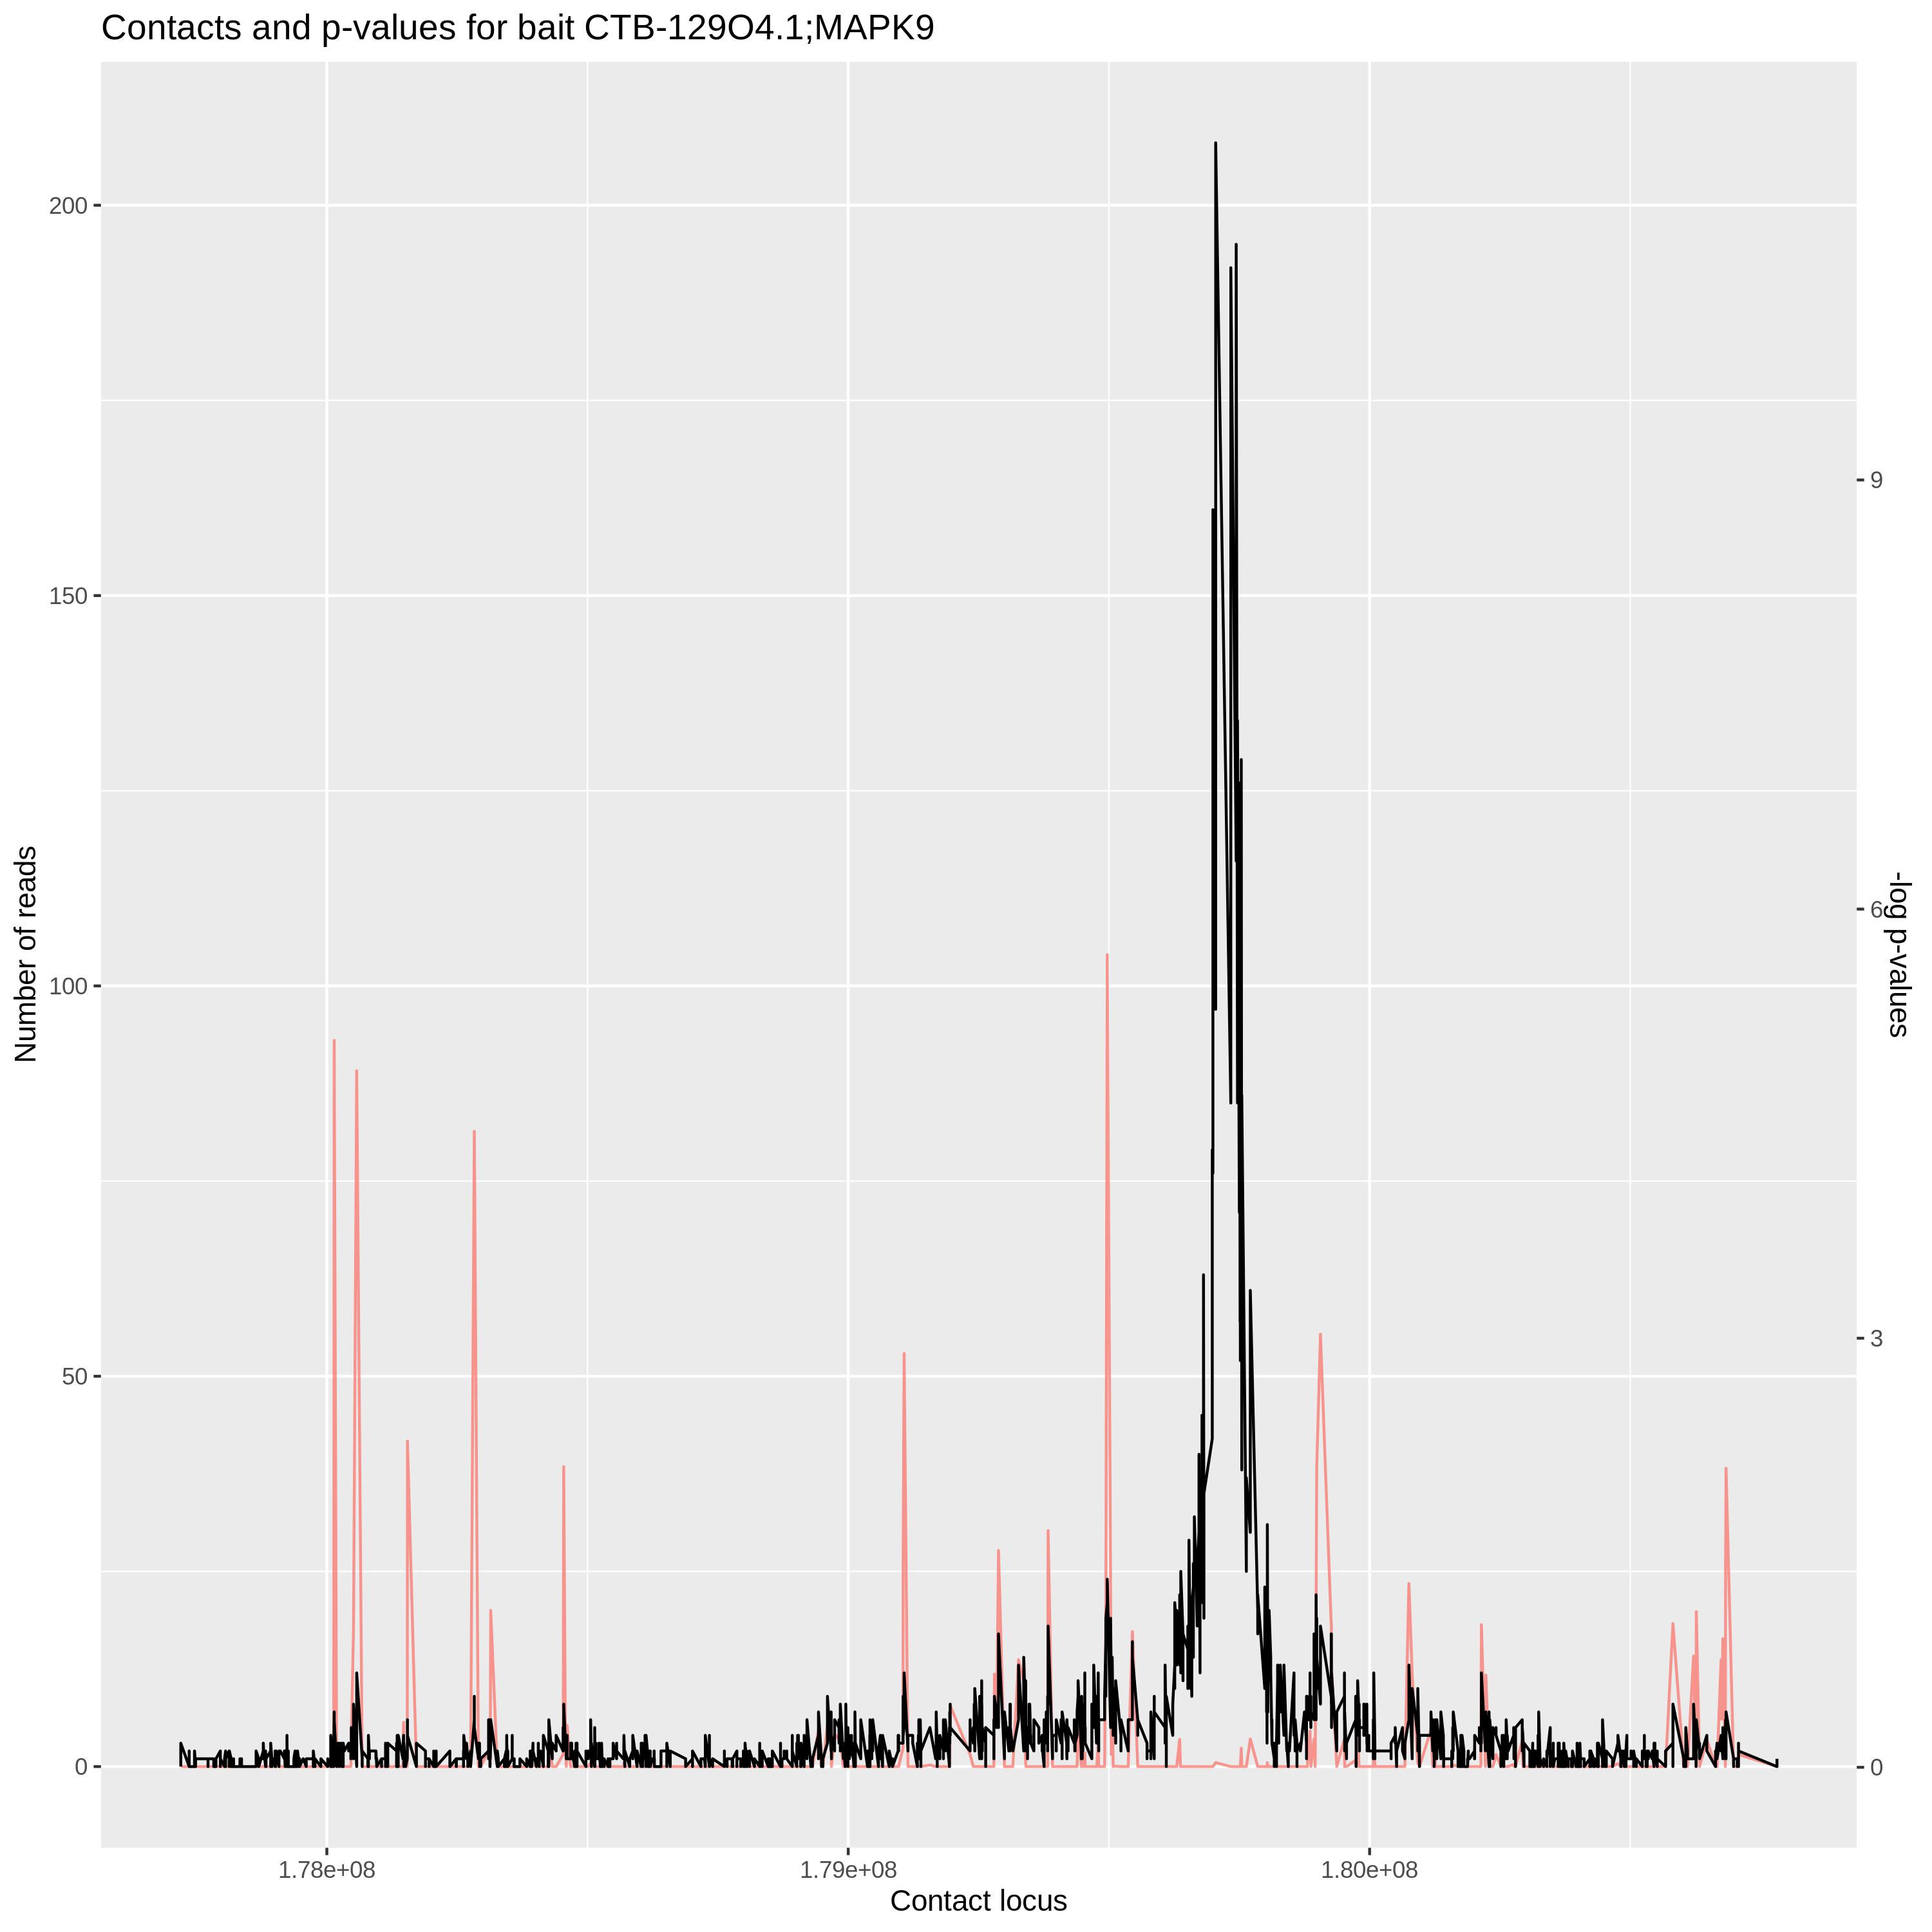 Contacts and p-values for bait CTB-129O4.1;MAPK9
Number of reads
200
150
100
50
0
9
6
3
0
-log p-values
1.78e+08 1.79e+08 1.80e+08
Contact locus